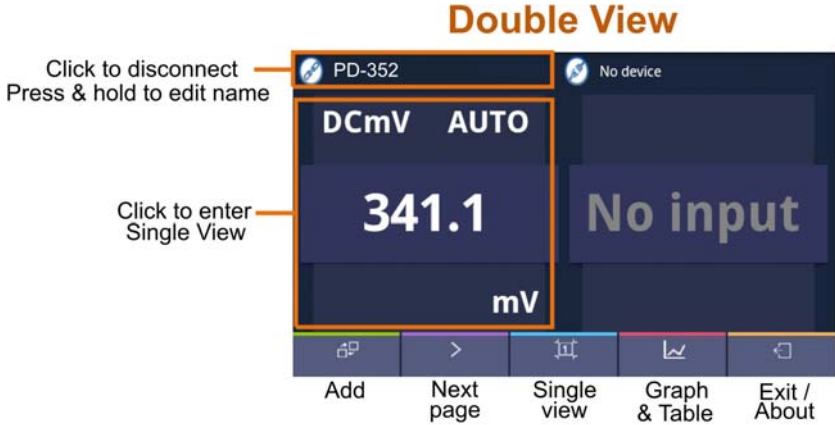 Double View
Click to disconnect
Press & hold to edit name
PD-352
No device
DCmV AUTO
341.1
mV
No input
Click to enter
Single View
1
Add
Next
page
Single
view
Graph
& Table
Exit /
About